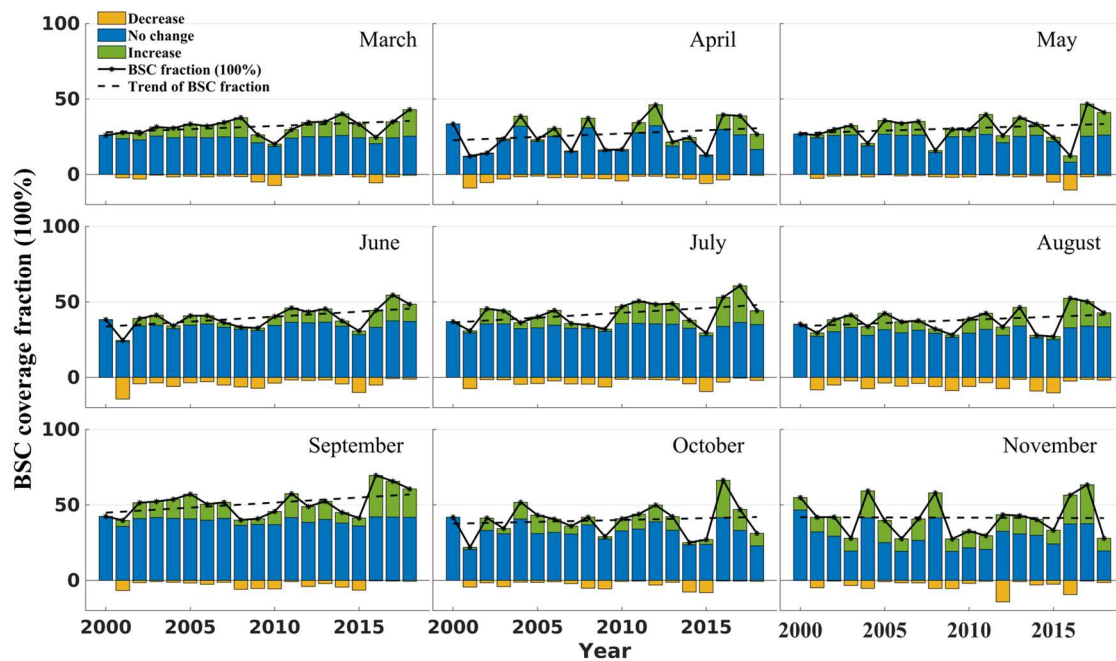 BSC coverage fraction (100%)
100
50
0
Decrease
No change
Increase
BSC fraction (100%)
Trend of BSC fraction
March
April
May
100
50
0
June
July
August
100
50
0
September
October
November
2000 2005 2010 2015
2000 2005 2010 2015
2000 2005 2010 2015
Year